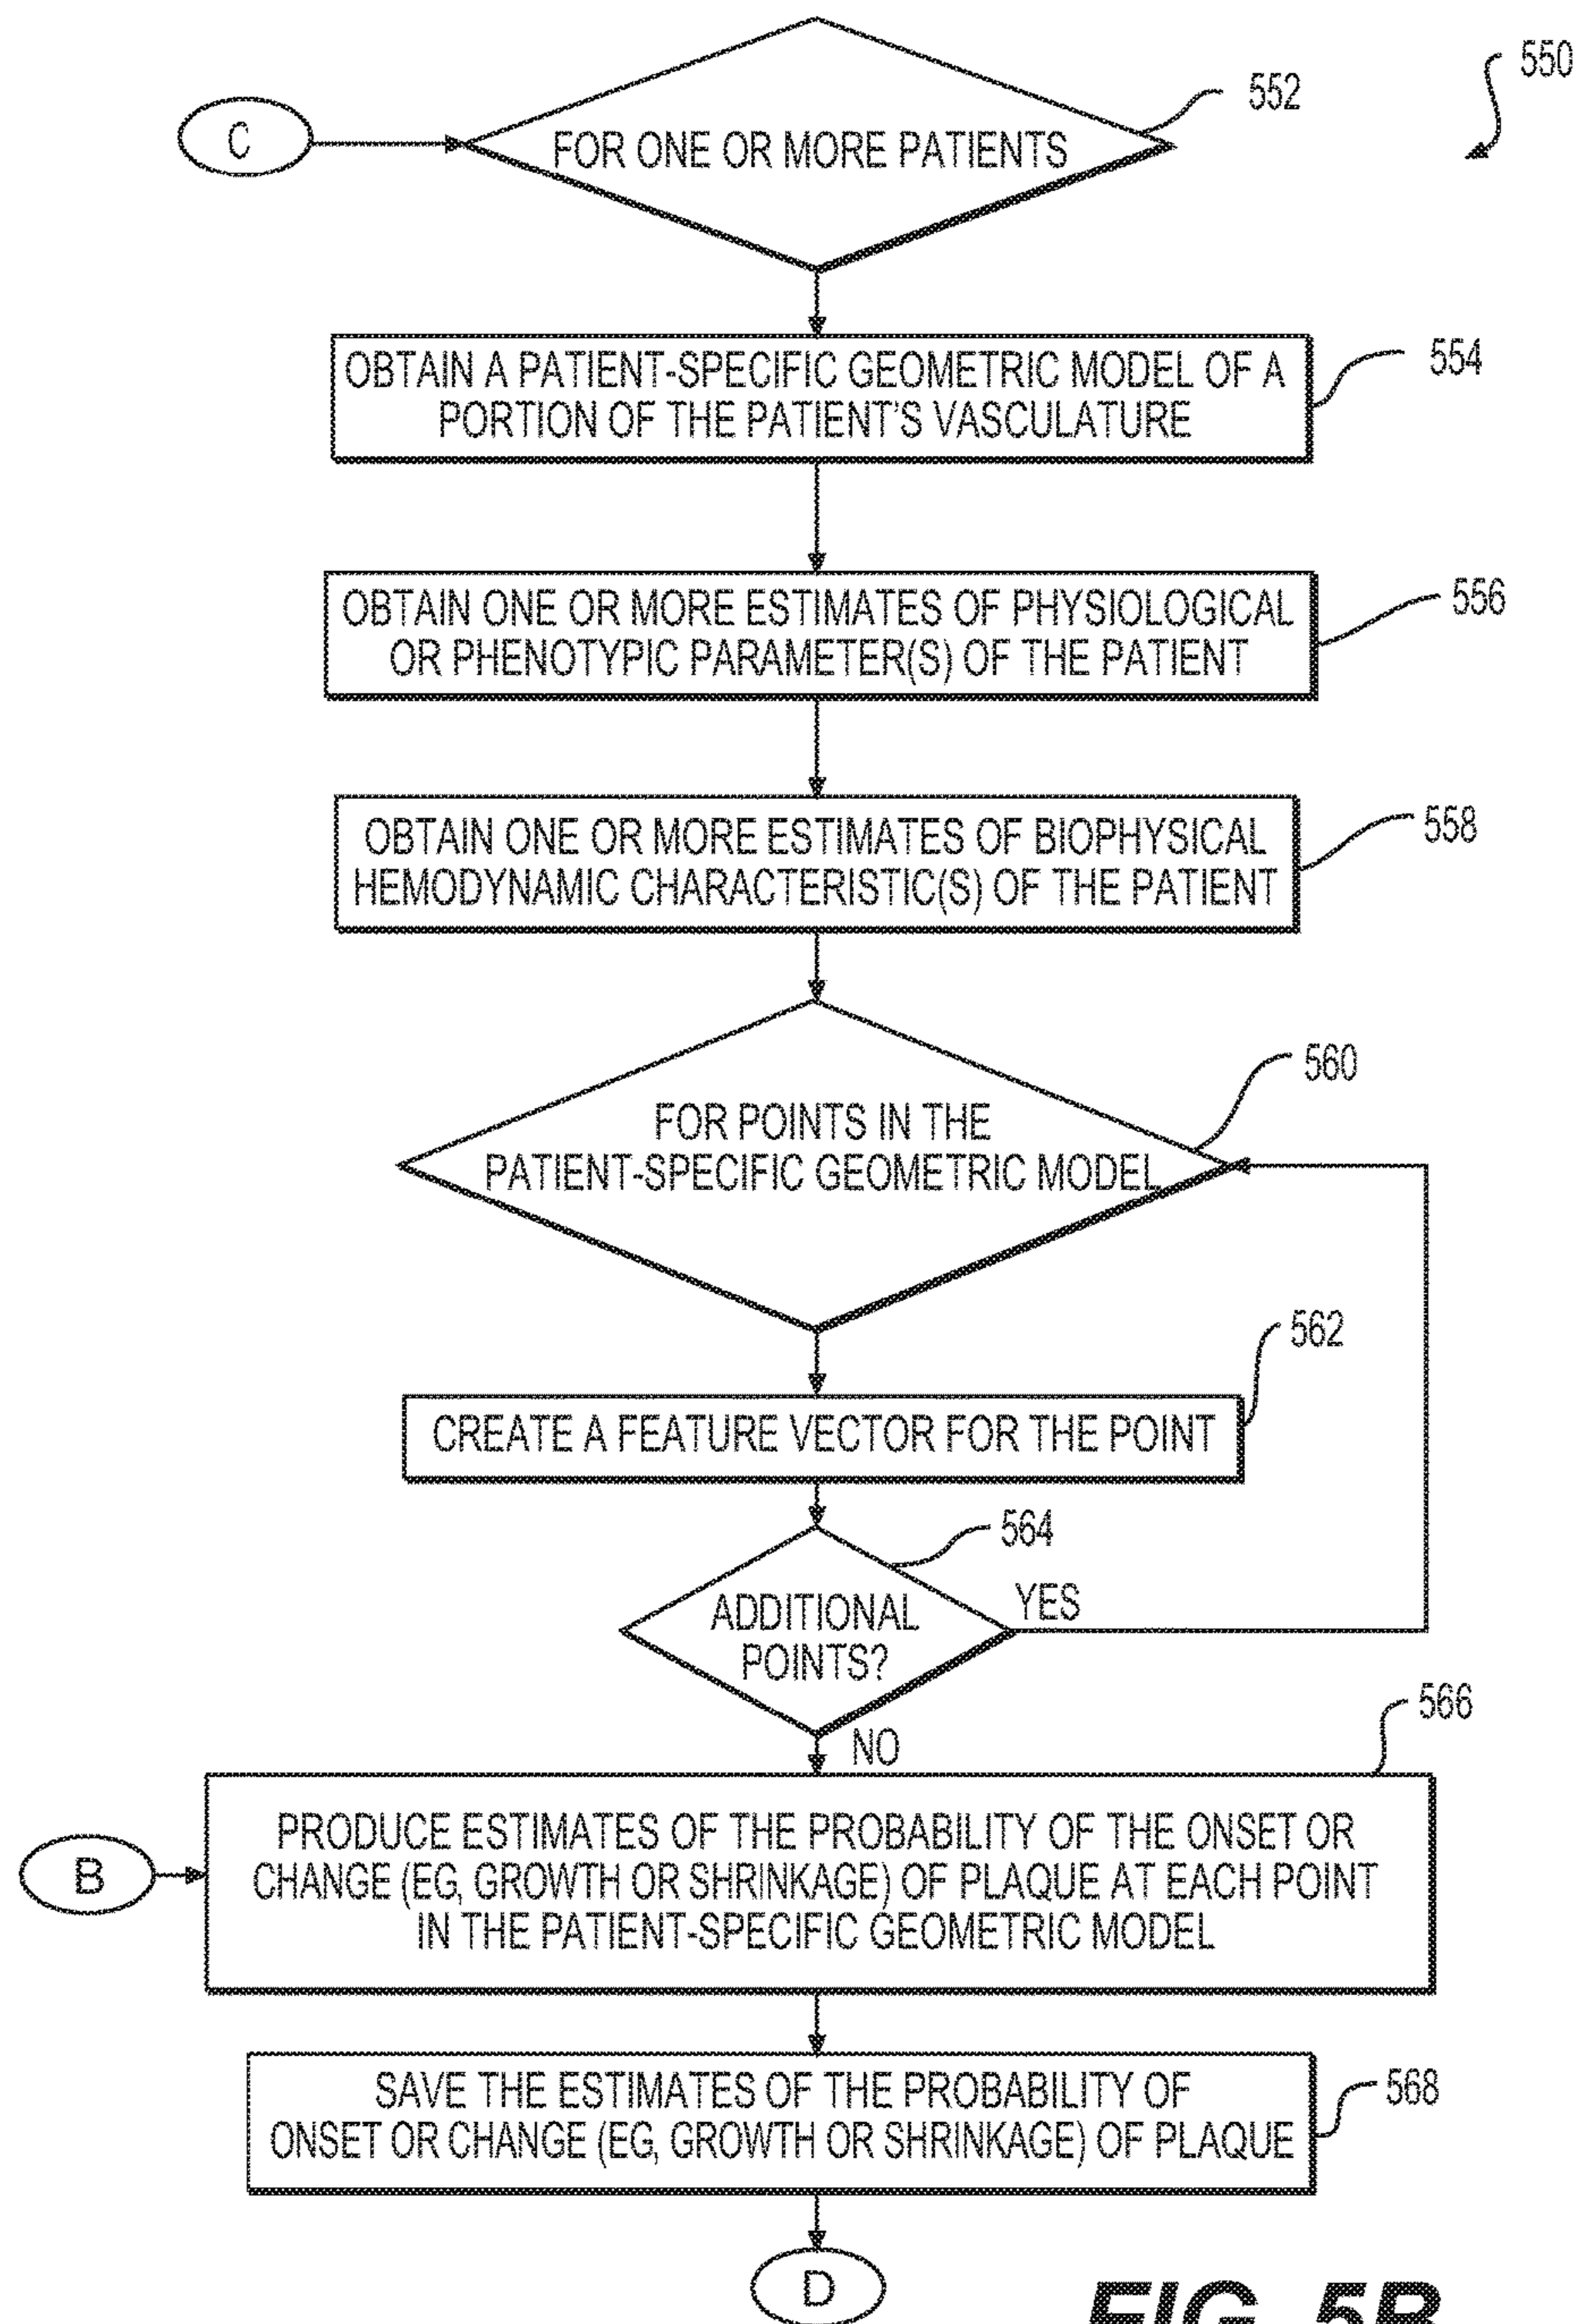 550
552
C
FOR ONE OR MORE PATIENTS
554
OBTAIN A PATIENT-SPECIFIC GEOMETRIC MODEL OF A
PORTION OF THE PATIENT'S VASCULATURE
556
OBTAIN ONE OR MORE ESTIMATES OF PHYSIOLOGICAL
OR PHENOTYPIC PARAMETER(S) OF THE PATIENT
558
OBTAIN ONE OR MORE ESTIMATES OF BIOPHYSICAL
HEMODYNAMIC CHARACTERISTIC(S) OF THE PATIENT
560
FOR POINTS IN THE
PATIENT-SPECIFIC GEOMETRIC MODEL
562
CREATE A FEATURE VECTOR FOR THE POINT
564
ADDITIONAL
POINTS?
YES
NO
566
B
PRODUCE ESTIMATES OF THE PROBABILITY OF THE ONSET OR
CHANGE (EG, GROWTH OR SHRINKAGE) OF PLAQUE AT EACH POINT
IN THE PATIENT-SPECIFIC GEOMETRIC MODEL
568
SAVE THE ESTIMATES OF THE PROBABILITY OF
ONSET OR CHANGE (EG, GROWTH OR SHRINKAGE) OF PLAQUE
D
FIG. 5B